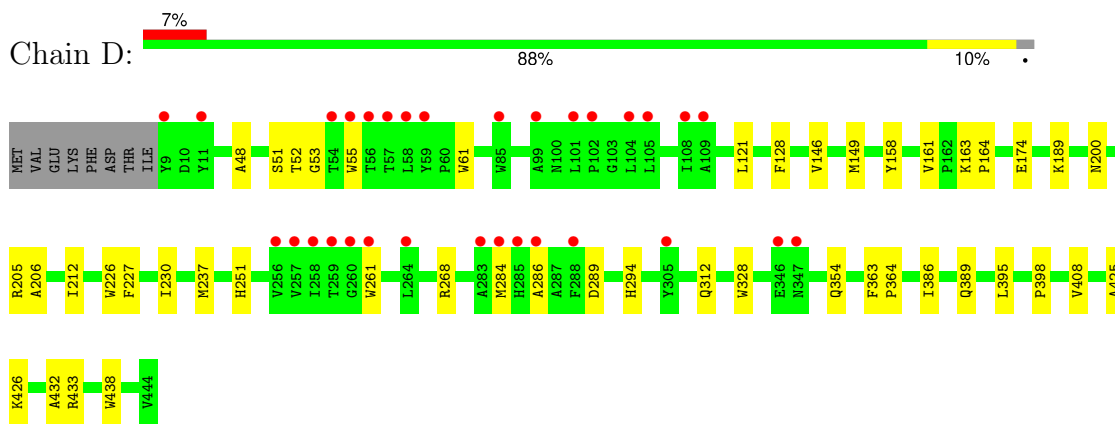 7%
Chain D:
88% 10% •
MET VAL GLU LYS PHE ASP THR ILE Y9 D10 Y11 A48 S51 T52 G53 T54 W55 T56 T57 L58 Y59 P60 W61 W85 A99 N100 L101 P102 G103 L104 L105 I108 A109 L121 F128 V146 M149 Y158 V161 P162 K163 P164 E174 K189 N200
R205 A206 I212 W226 F227 I230 M237 H251 V256 V257 I258 T259 G260 W261 L264 R268 A283 M284 H285 A286 A287 F288 D289 H294 Y305 Q312 W328 E346 N347 Q354 F363 P364 I386 Q389 L395 P398 V408 A425
K426 A432 R433 W438 V444